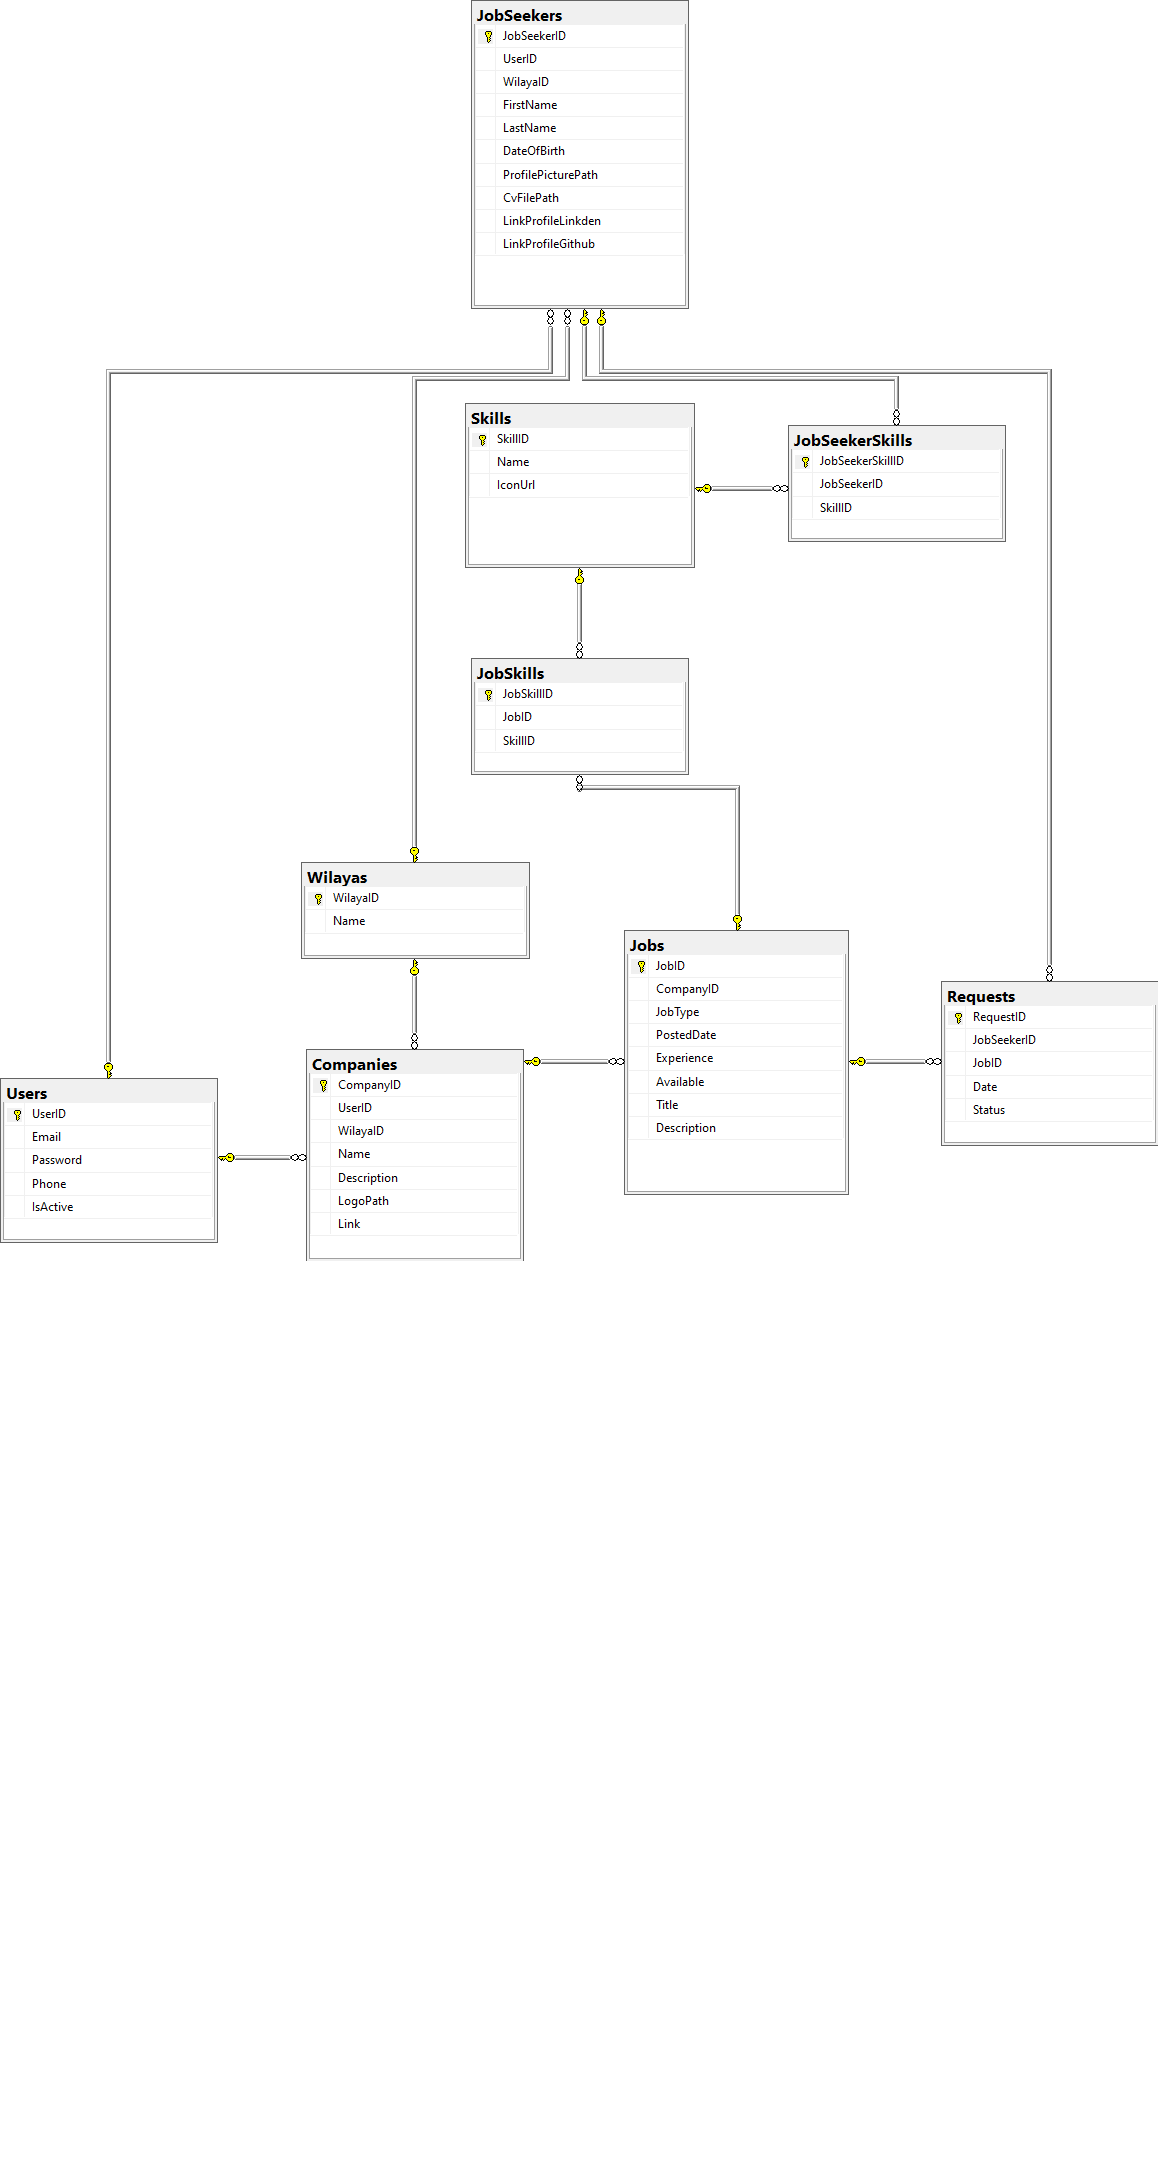 JobSeekers
JobSeekerID
UserID
WilayaID
FirstName
LastName
DateOfBirth
ProfilePicturePath
CvFilePath
LinkProfileLinkden
LinkProfileGithub
Skills
SkillID
Name
IconUrl
JobSeekerSkills
JobSeekerSkillID
JobSeekerID
SkillID
JobSkills
JobSkillID
JobID
SkillID
Wilayas
WilayaID
Name
Jobs
JobID
CompanyID
JobType
PostedDate
Experience
Available
Title
Description
Requests
RequestID
JobSeekerID
JobID
Date
Status
Companies
CompanyID
UserID
WilayaID
Name
Description
LogoPath
Link
Users
UserID
Email
Password
Phone
IsActive